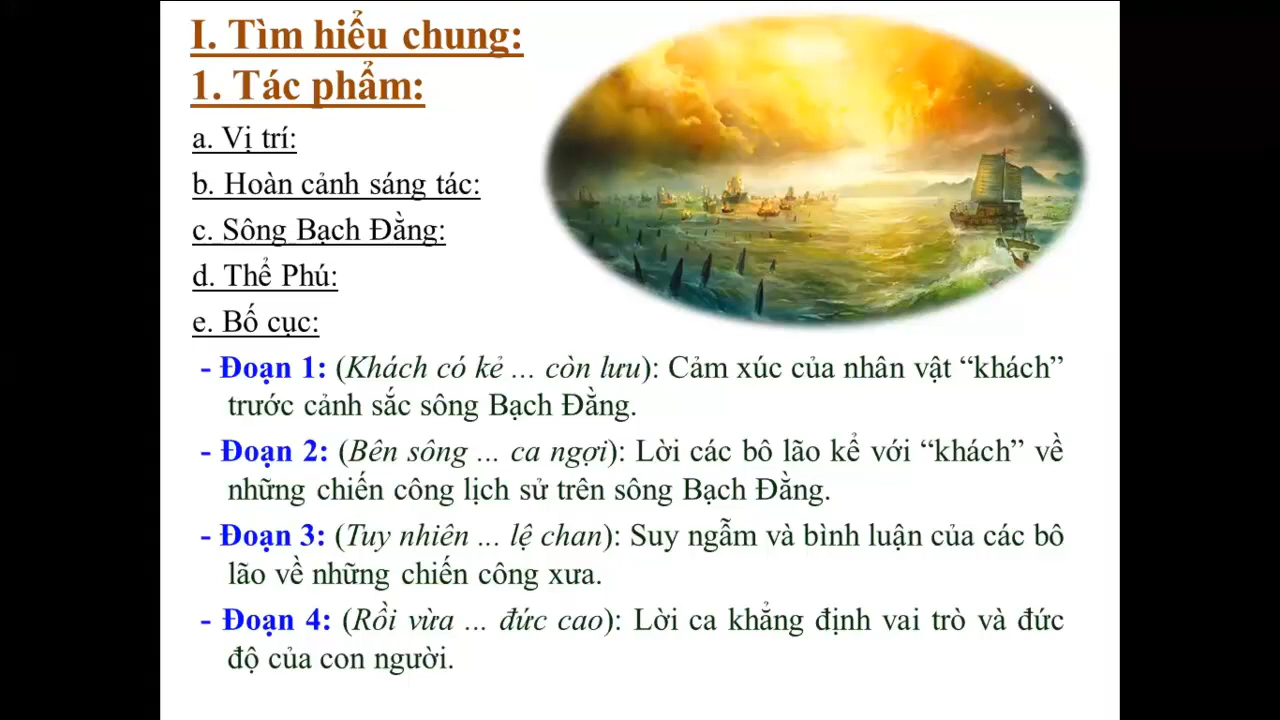 I. Tìm hiểu chung:
1. Tác phẩm:
a. Vị trí:
b. Hoàn cảnh sáng tác:
c. Sông Bạch Đằng:
d. Thể Phú:
e. Bố cục:
- Đoạn 1: (Khách có kẻ ... còn lưu): Cảm xúc của nhân vật “khách”
trước cảnh sắc sông Bạch Đằng.
- Đoạn 2: (Bên sông ... ca ngợi): Lời các bô lão kể với “khách” về
những chiến công lịch sử trên sông Bạch Đằng.
- Đoạn 3: (Tuy nhiên ... lệ chan): Suy ngẫm và bình luận của các bô
lão về những chiến công xưa.
- Đoạn 4: (Rồi vừa ... đức cao): Lời ca khẳng định vai trò và đức
độ của con người.